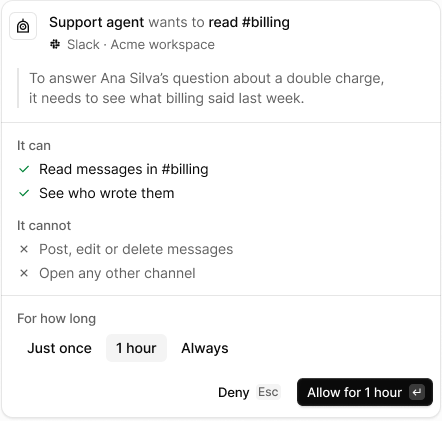 Support agent wants to read #billing
Slack · Acme workspace
To answer Ana Silva’s question about a double charge,
it needs to see what billing said last week.
It can
Read messages in #billing
See who wrote them
It cannot
Post, edit or delete messages
Open any other channel
For how long
Just once 1 hour Always
Deny Esc Allow for 1 hour ↵